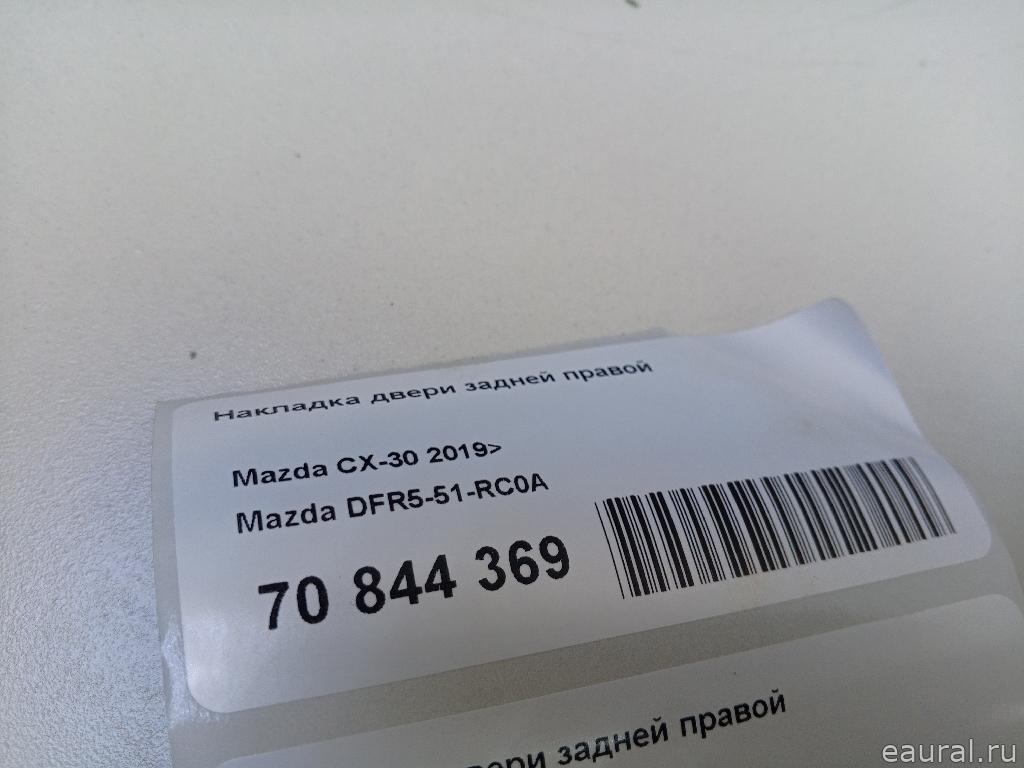 Накладка двери задней правой
Mazda CX-30 2019>
Mazda DFR5-51-RC0A
70 844 369
двери задней правой
eaural.ru